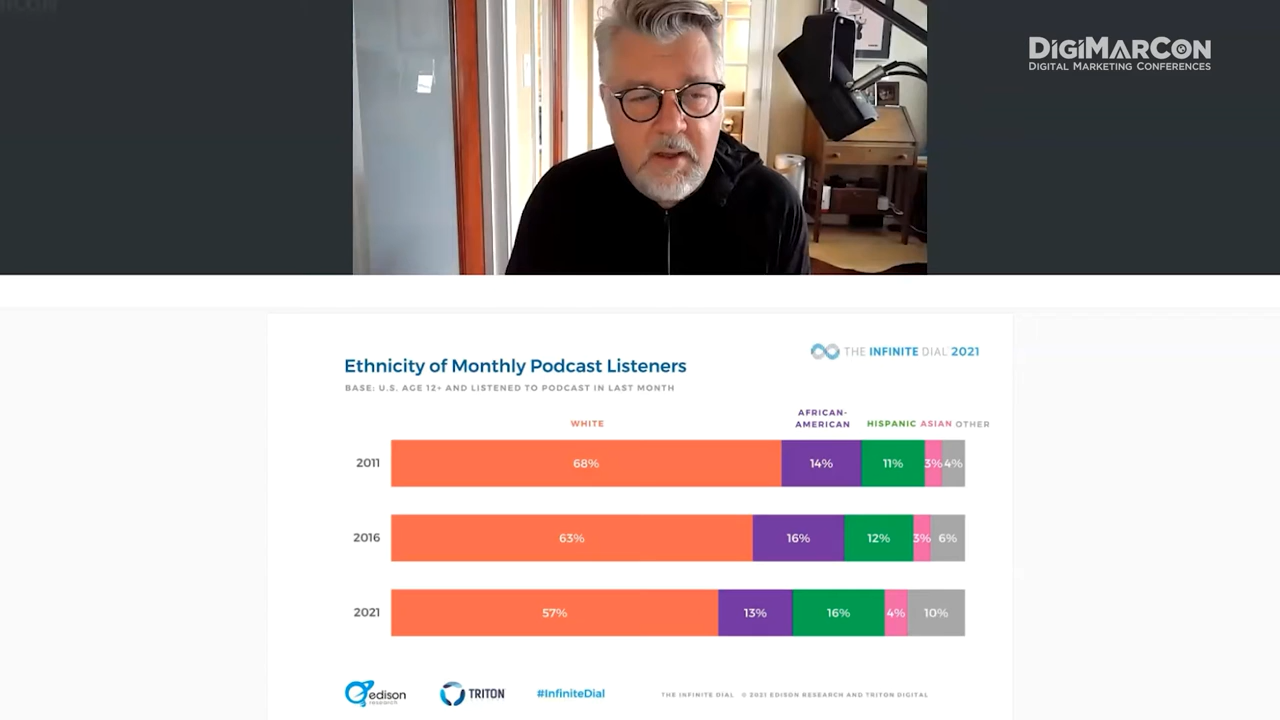 DIGIMARCON
DIGITAL MARKETING CONFERENCES
THE INFINITE DIAL 2021
Ethnicity of Monthly Podcast Listeners
BASE: U.S. AGE 12+ AND LISTENED TO PODCAST IN LAST MONTH
WHITE AFRICAN-AMERICAN HISPANIC ASIAN OTHER
2011 68% 14% 11% 3% 4%
2016 63% 16% 12% 3% 6%
2021 57% 13% 16% 4% 10%
edison
research
TRITON
#InfiniteDial
THE INFINITE DIAL © 2021 EDISON RESEARCH AND TRITON DIGITAL